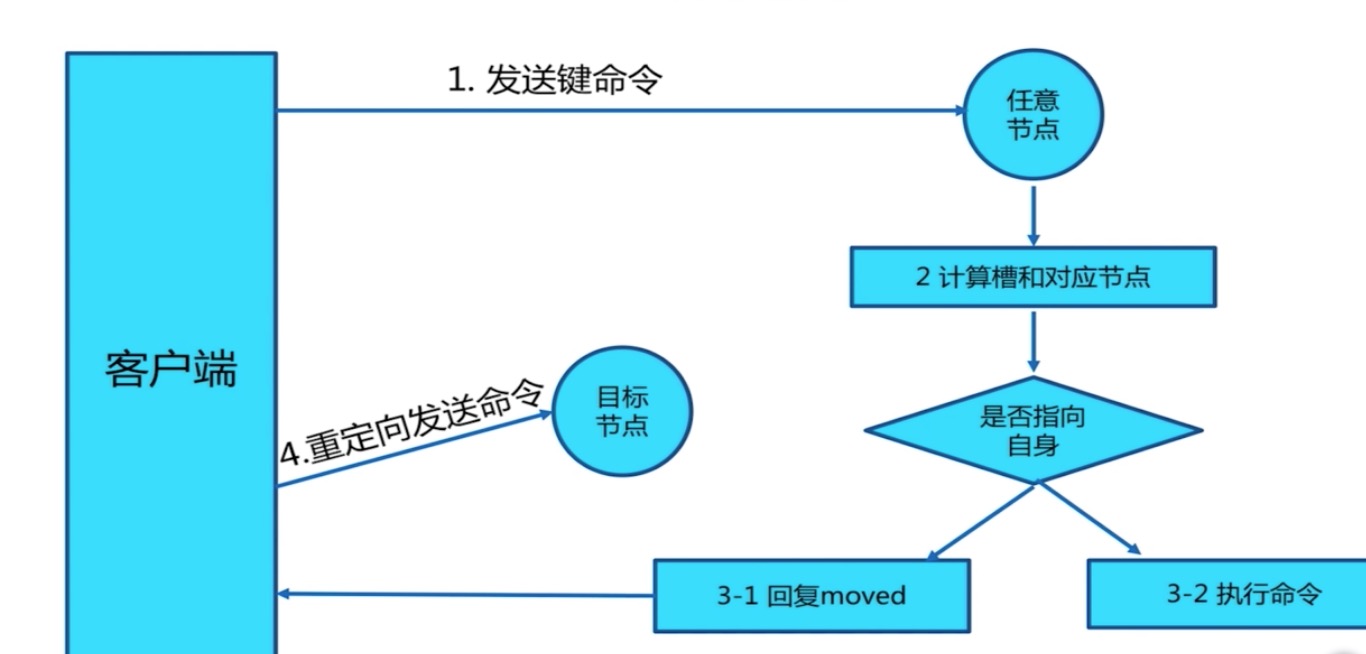 1. 发送键命令
任意
节点
2 计算槽和对应节点
客户端
4.重定向发送命令
目标
节点
是否指向
自身
3-1 回复moved
3-2 执行命令